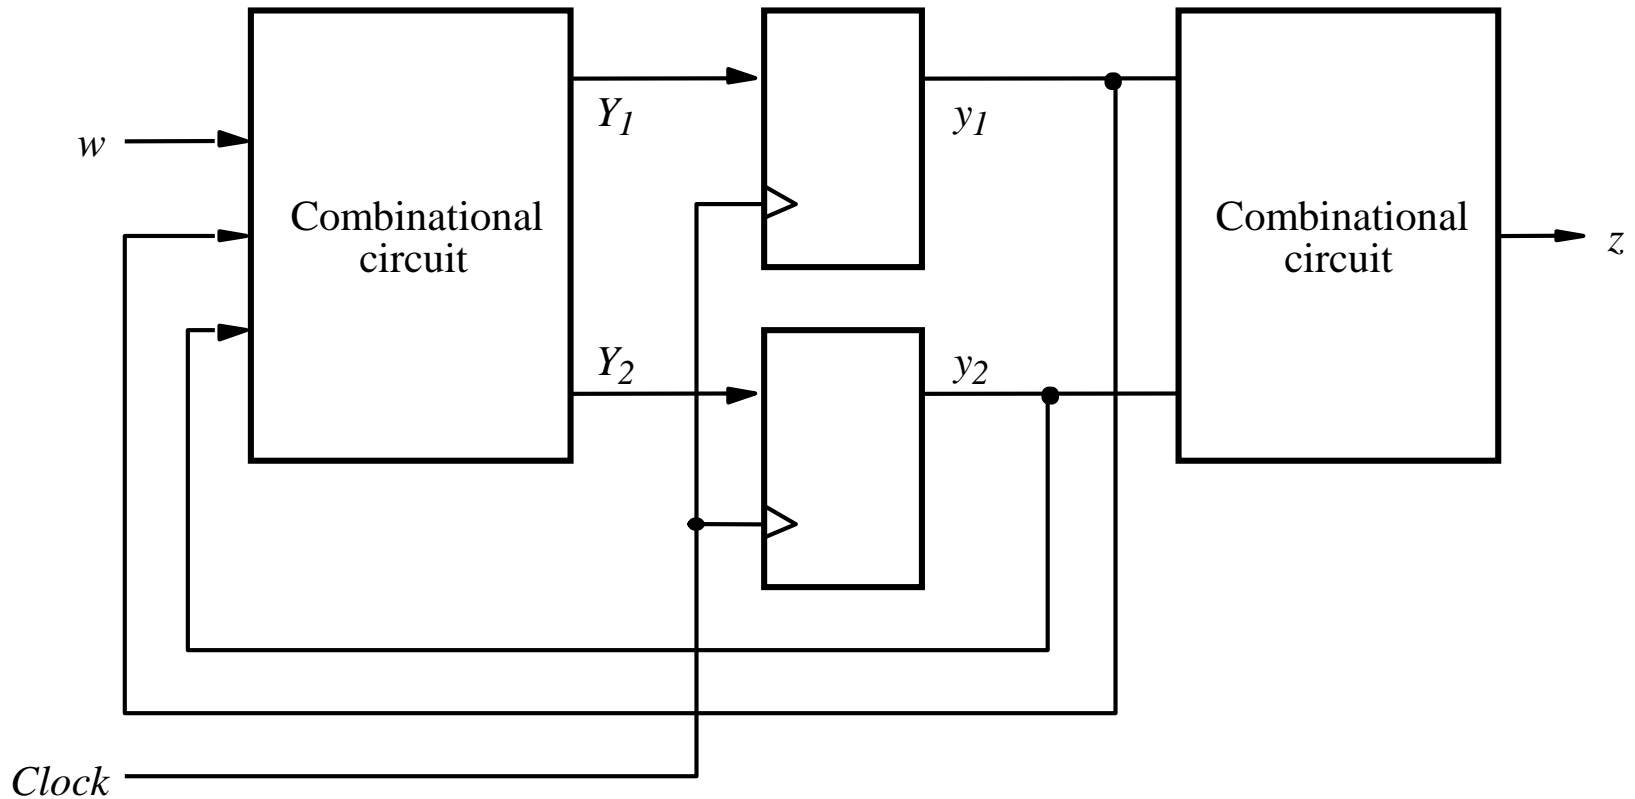 Y1
y1
w
Combinational
circuit
Combinational
circuit
z
Y2
y2
Clock